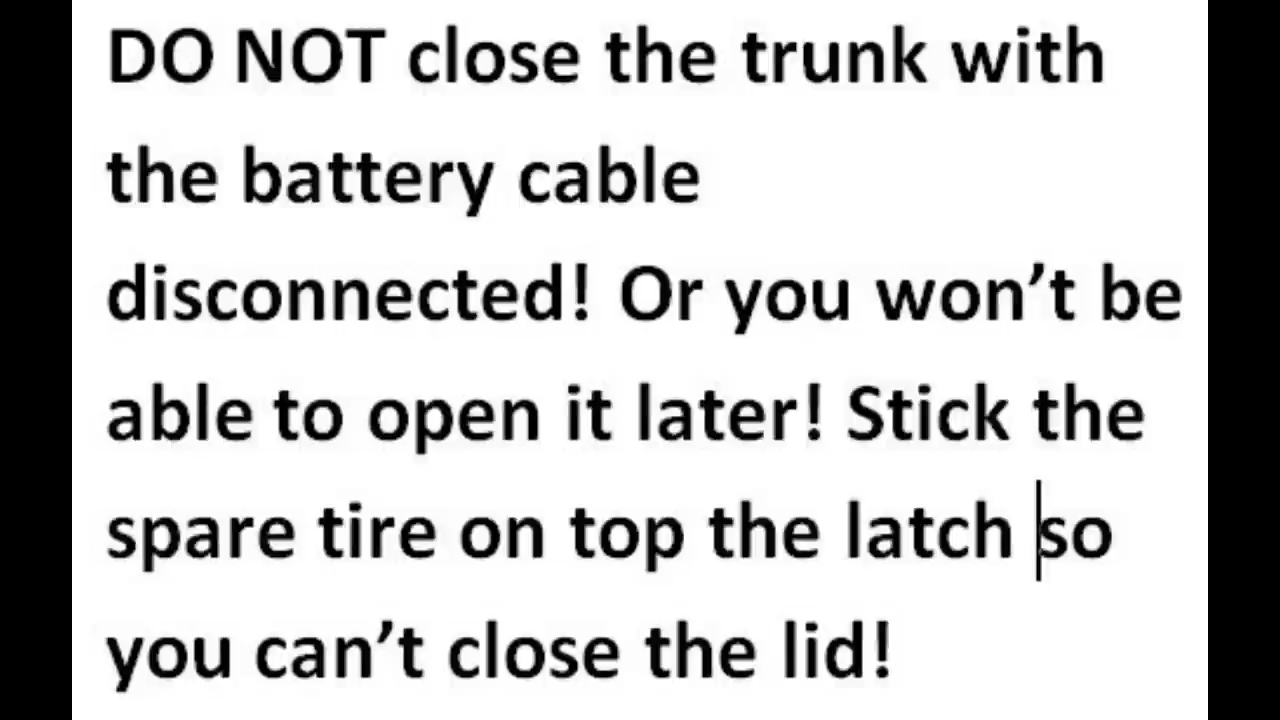 DO NOT close the trunk with
the battery cable
disconnected! Or you won’t be
able to open it later! Stick the
spare tire on top the latch so
you can’t close the lid!